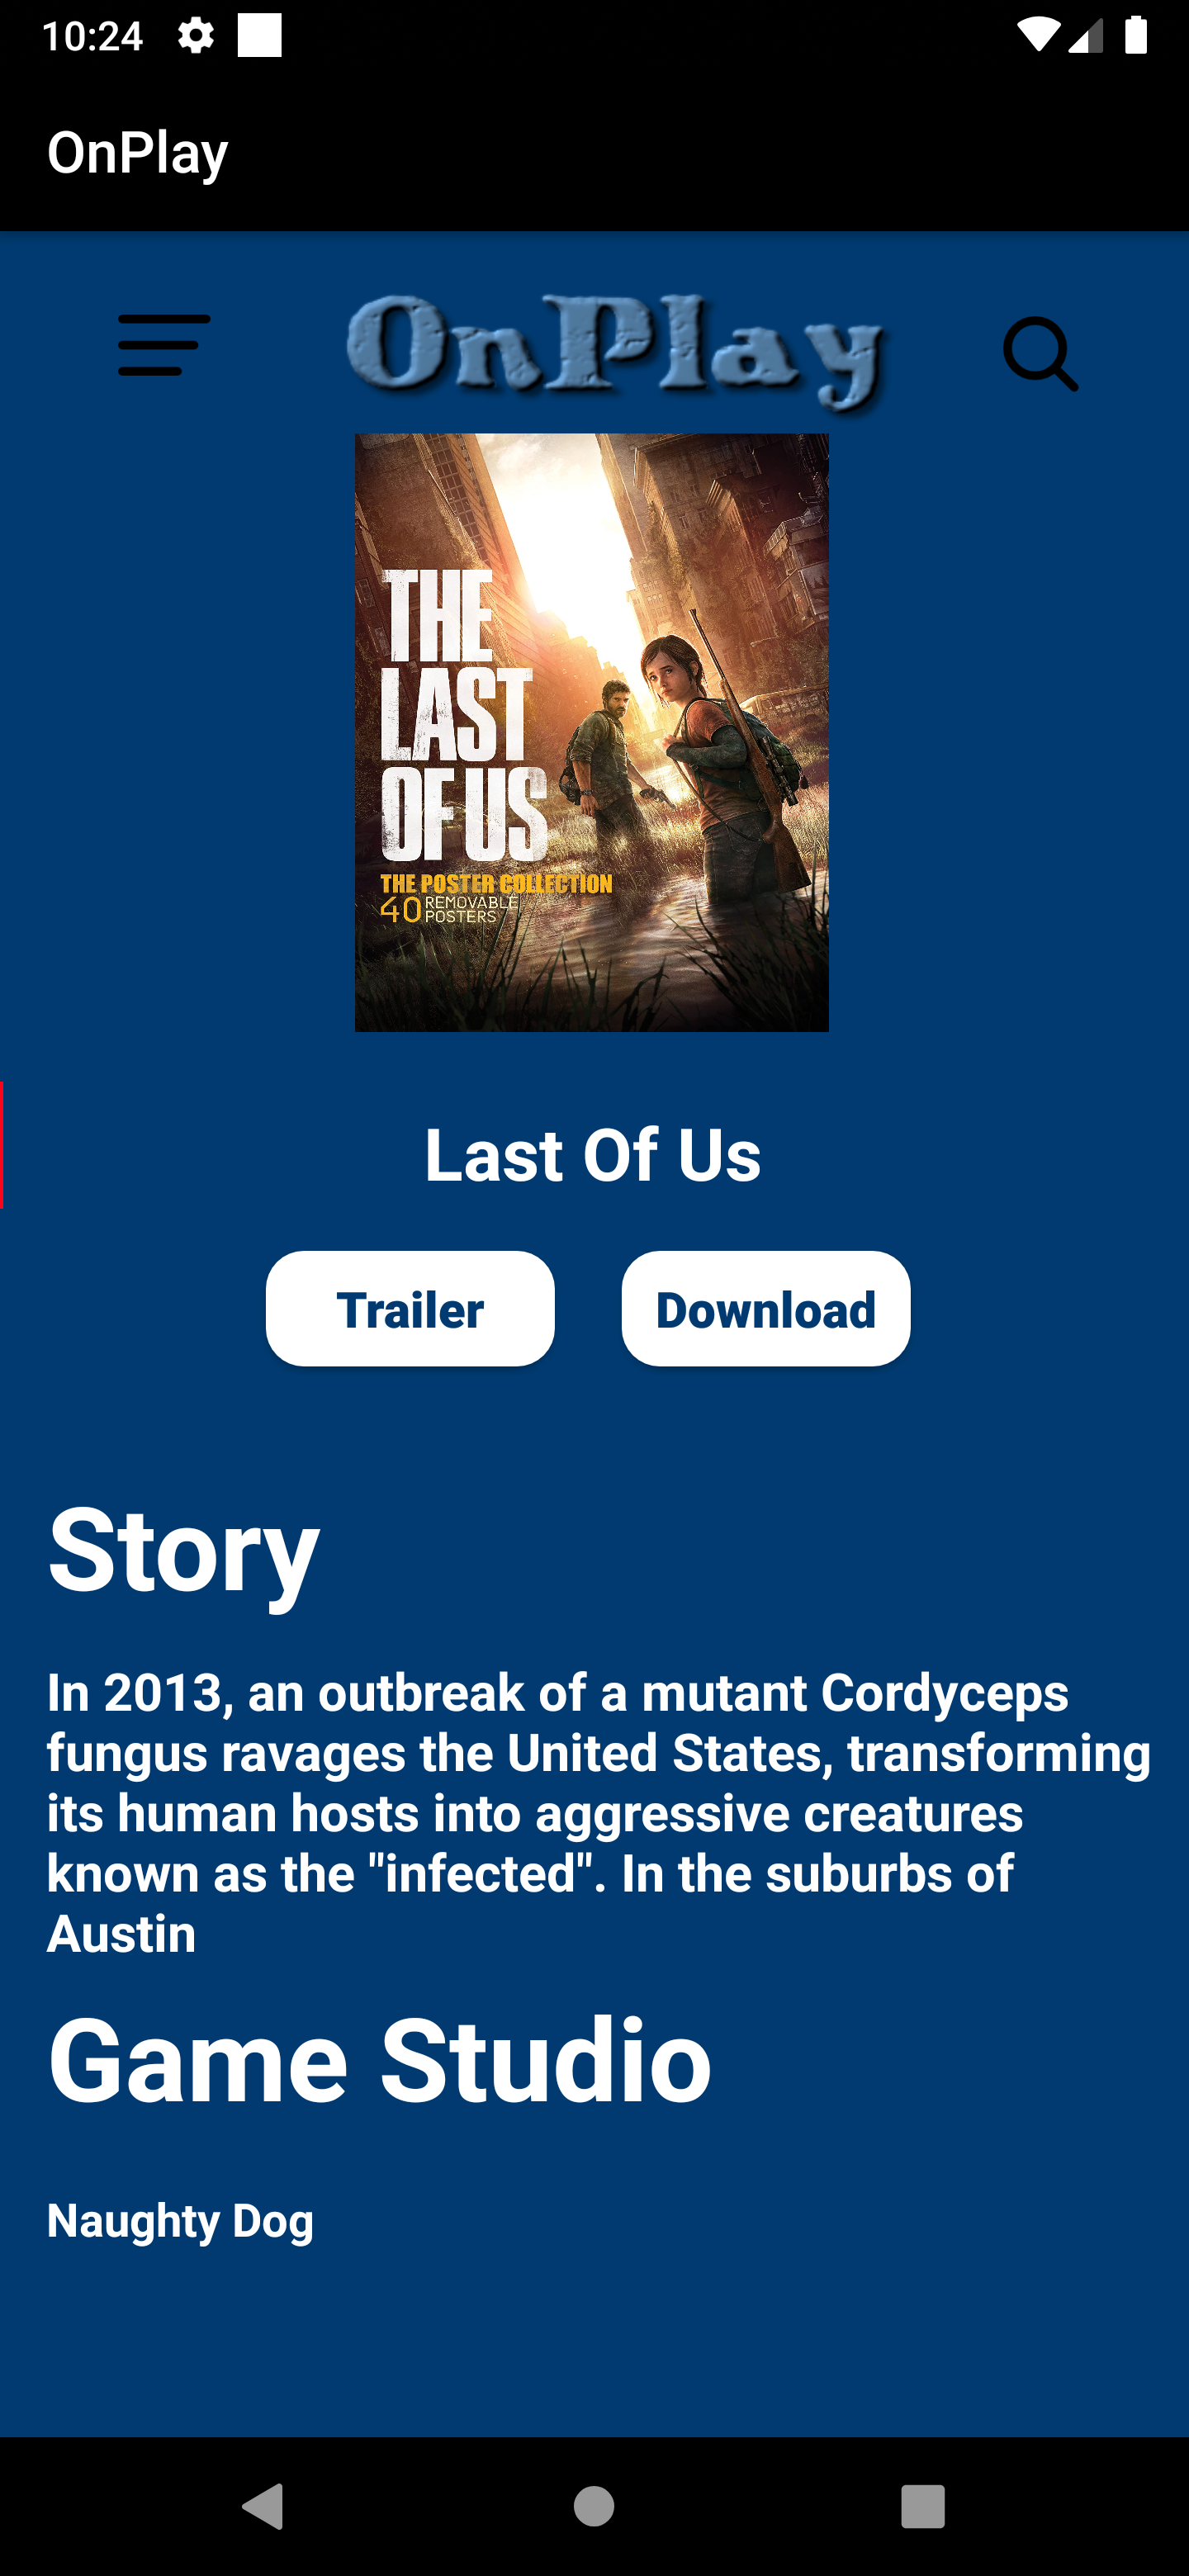 10:24
OnPlay
OnPlay
THE
LAST
OF US
THE POSTER COLLECTION
40 REMOVABLE
POSTERS
Last Of Us
Trailer Download
Story
In 2013, an outbreak of a mutant Cordyceps
fungus ravages the United States, transforming
its human hosts into aggressive creatures
known as the "infected". In the suburbs of
Austin
Game Studio
Naughty Dog